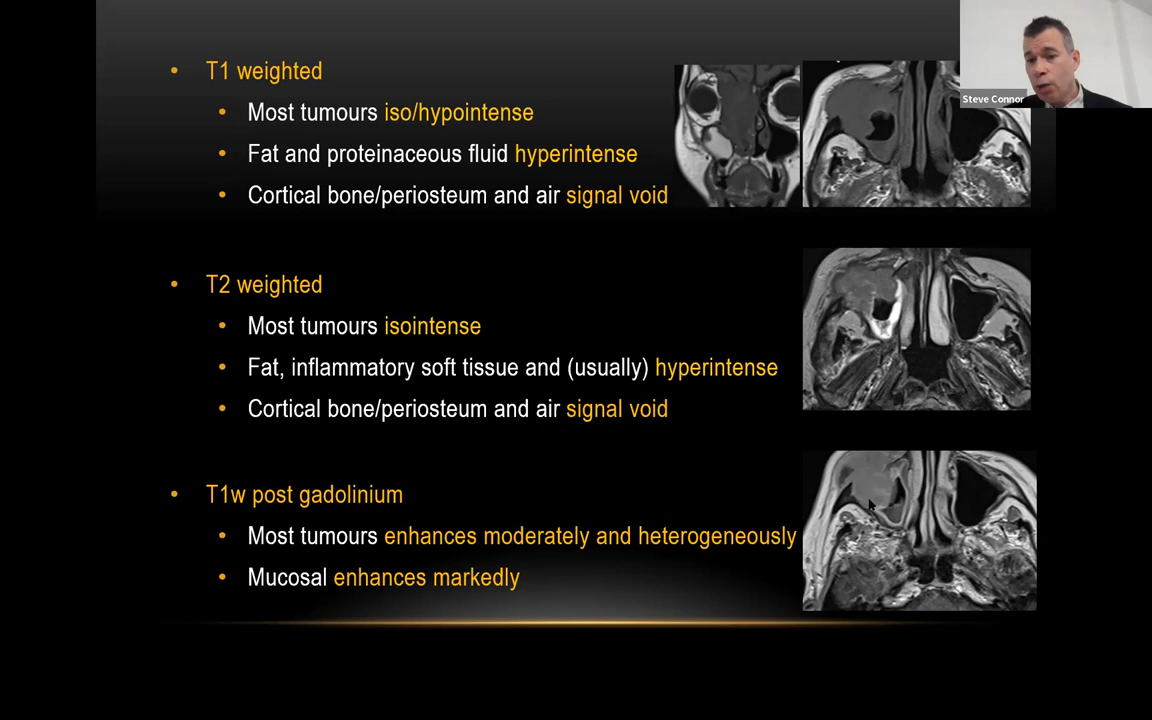 T1 weighted
Most tumours iso/hypointense
Fat and proteinaceous fluid hyperintense
Cortical bone/periosteum and air signal void
T2 weighted
Most tumours isointense
Fat, inflammatory soft tissue and (usually) hyperintense
Cortical bone/periosteum and air signal void
T1w post gadolinium
Most tumours enhances moderately and heterogeneously
Mucosal enhances markedly
Steve Connor